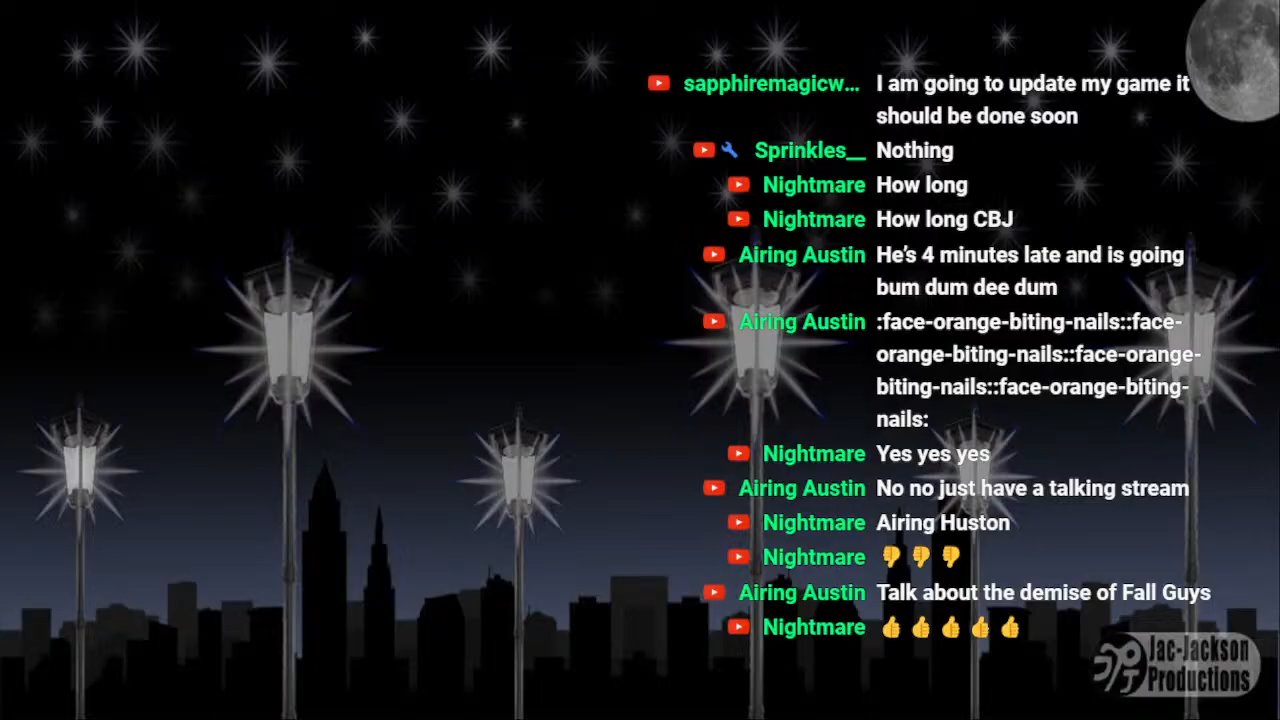 sapphiremagicw... I am going to update my game it
should be done soon
Sprinkles__ Nothing
Nightmare How long
Nightmare How long CBJ
Airing Austin He's 4 minutes late and is going
bum dum dee dum
Airing Austin :face-orange-biting-nails::face-
orange-biting-nails::face-orange-
biting-nails::face-orange-biting-
nails:
Nightmare Yes yes yes
Airing Austin No no just have a talking stream
Nightmare Airing Huston
Nightmare 👎👎👎
Airing Austin Talk about the demise of Fall Guys
Nightmare 👍👍👍👍👍
Jac-Jackson
Productions